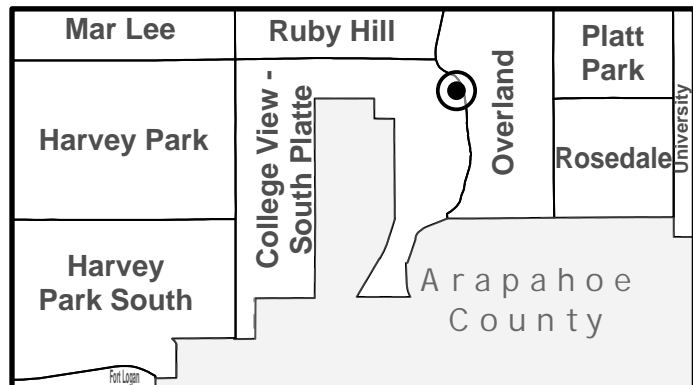 Mar Lee
Ruby Hill
Platt
Park
Harvey Park
College View -
South Platte
Overland
University
Rosedale
Harvey
Park South
Arapahoe
County
Fort Logan